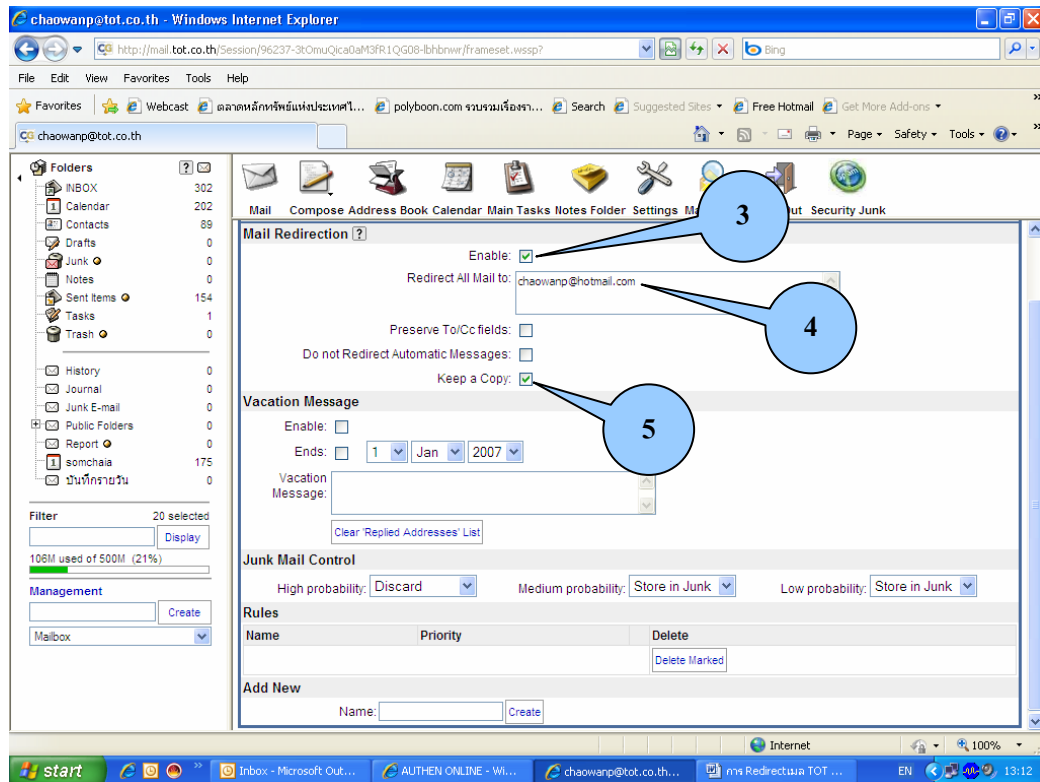 chaowanp@tot.co.th - Windows Internet Explorer
http://mail.tot.co.th/Session/96237-3tOmuQica0aM3fR1QG08-lbhbnwr/frameset.wssp?
Bing
File Edit View Favorites Tools Help
Favorites Webcast ตลาดหลักทรัพย์แห่งประเทศไ... polyboon.com รวบรวมเรื่องรา... Search Suggested Sites Free Hotmail Get More Add-ons
chaowanp@tot.co.th Page Safety Tools
Folders
INBOX 302
Calendar 202
Contacts 89
Drafts 0
Junk 0
Notes 0
Sent Items 154
Tasks 1
Trash 0
History 0
Journal 0
Junk E-mail 0
Public Folders 0
Report 0
somchaia 175
บันทึกรายวัน 0
Filter 20 selected
Display
106M used of 500M (21%)
Management
Create
Mailbox
Mail Compose Address Book Calendar Main Tasks Notes Folder Settings Security Junk
3
Mail Redirection ?
Enable:
Redirect All Mail to: chaowanp@hotmail.com
4
Preserve To/Cc fields:
Do not Redirect Automatic Messages:
Keep a Copy:
5
Vacation Message
Enable:
Ends: 1 Jan 2007
Vacation
Message:
Clear 'Replied Addresses' List
Junk Mail Control
High probability: Discard Medium probability: Store in Junk Low probability: Store in Junk
Rules
Name Priority Delete
Delete Marked
Add New
Name: Create
Internet 100%
start Inbox - Microsoft Out... AUTHEN ONLINE - Wi... chaowanp@tot.co.th... การ Redirectเมล TOT ... EN 13:12